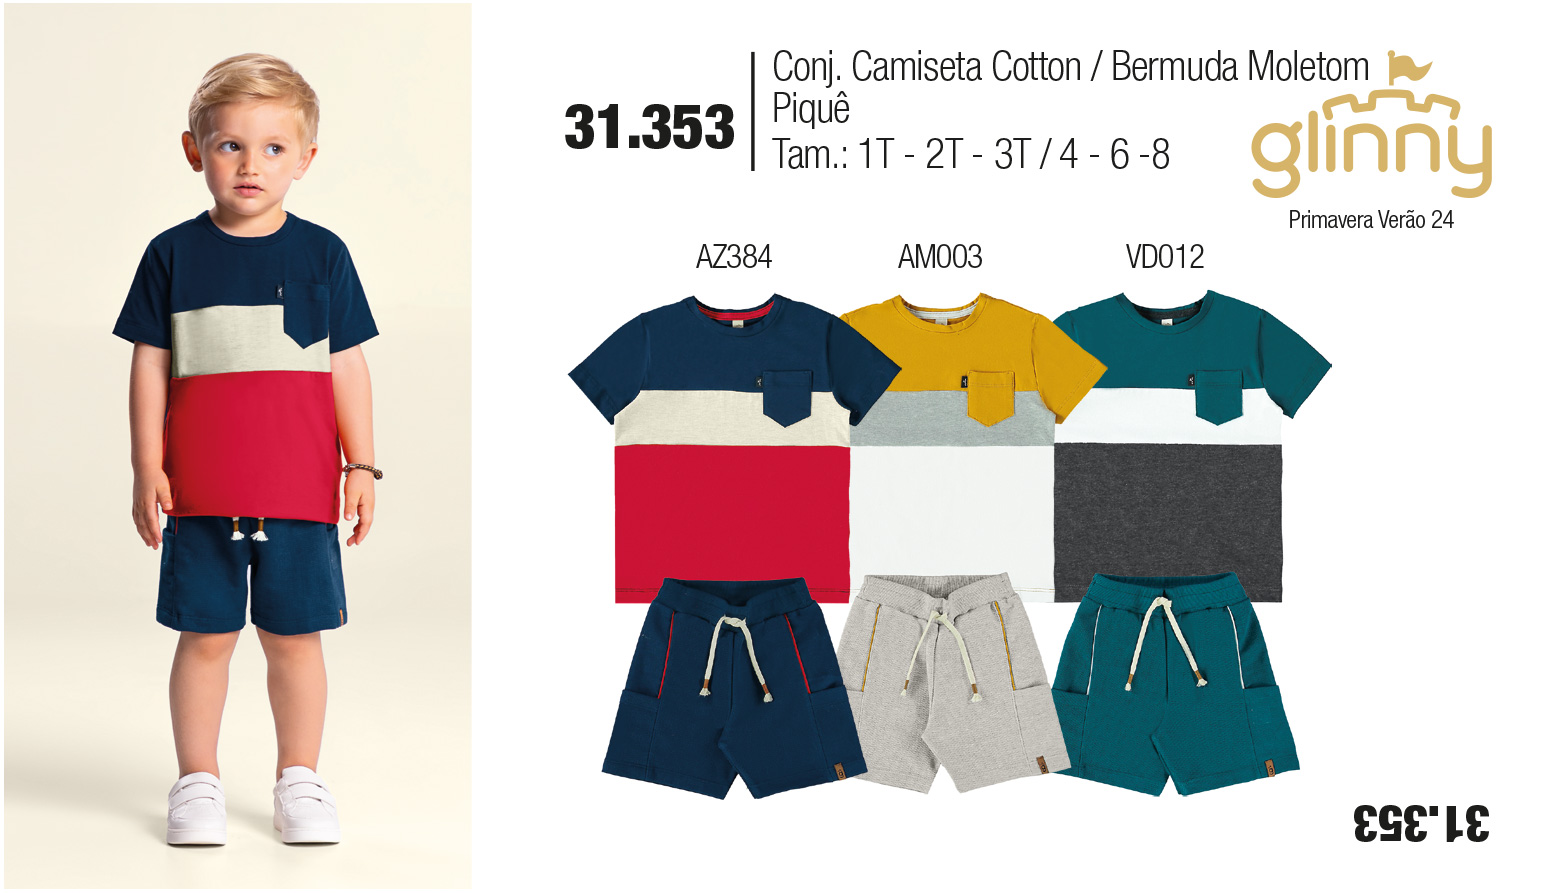 31.353
Conj. Camiseta Cotton / Bermuda Moletom
Piquê
Tam.: 1T - 2T - 3T / 4 - 6 -8
glinny
Primavera Verão 24
AZ384
AM003
VD012
31.353